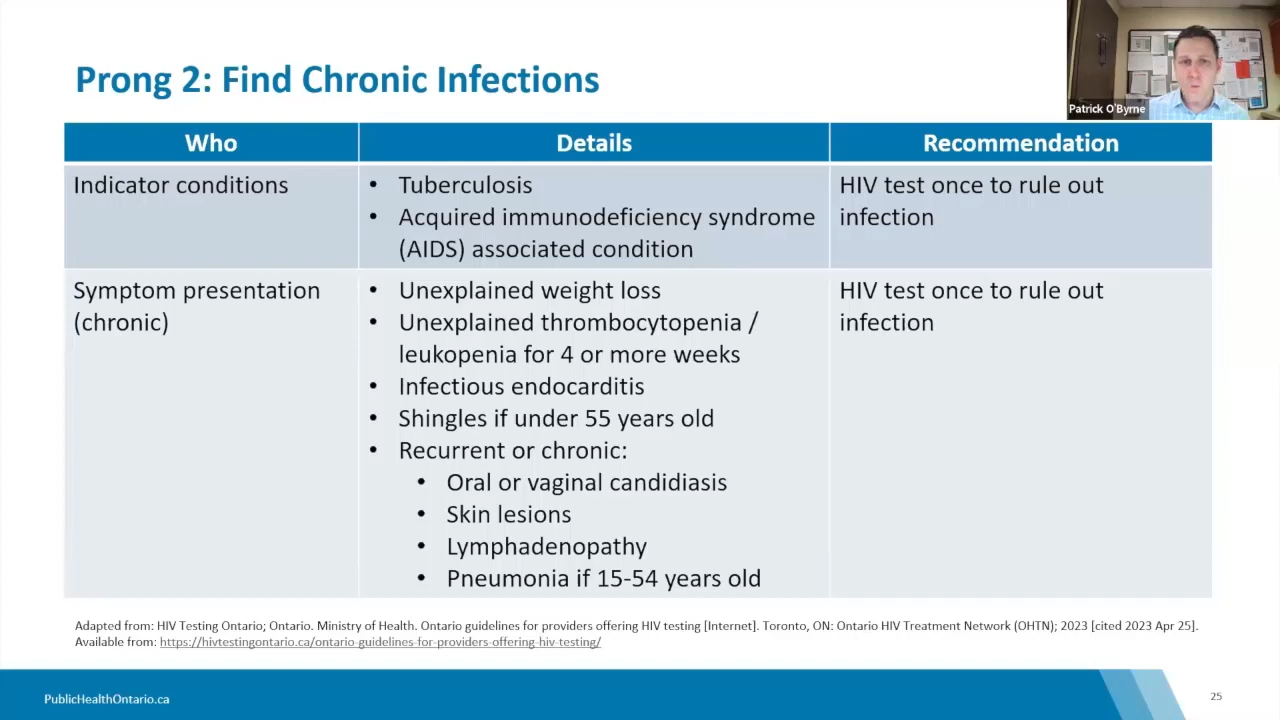 Prong 2: Find Chronic Infections
Patrick O'Byrne
Who
Details
Recommendation
Indicator conditions
• Tuberculosis
• Acquired immunodeficiency syndrome
(AIDS) associated condition
HIV test once to rule out
infection
Symptom presentation
(chronic)
• Unexplained weight loss
• Unexplained thrombocytopenia /
leukopenia for 4 or more weeks
• Infectious endocarditis
• Shingles if under 55 years old
• Recurrent or chronic:
• Oral or vaginal candidiasis
• Skin lesions
• Lymphadenopathy
• Pneumonia if 15-54 years old
HIV test once to rule out
infection
Adapted from: HIV Testing Ontario; Ontario. Ministry of Health. Ontario guidelines for providers offering HIV testing [Internet]. Toronto, ON: Ontario HIV Treatment Network (OHTN); 2023 [cited 2023 Apr 25].
Available from: https://hivtestingontario.ca/ontario-guidelines-for-providers-offering-hiv-testing/
PublicHealthOntario.ca
25